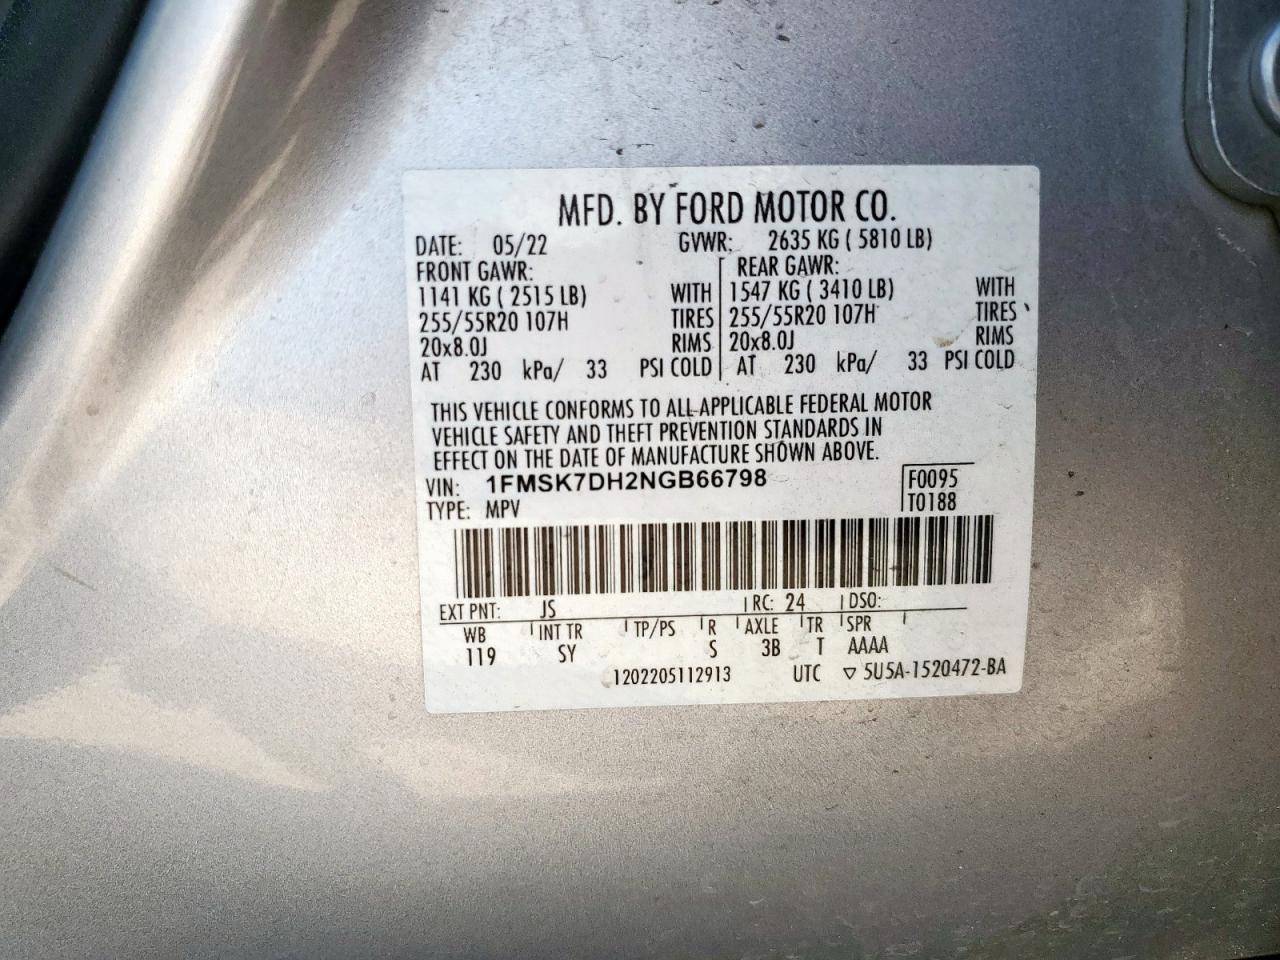 MFD. BY FORD MOTOR CO.
DATE: 05/22 GVWR: 2635 KG ( 5810 LB)
FRONT GAWR: REAR GAWR:
1141 KG ( 2515 LB) WITH 1547 KG ( 3410 LB) WITH
255/55R20 107H TIRES 255/55R20 107H TIRES
20x8.0J RIMS 20x8.0J RIMS
AT 230 kPa/ 33 PSI COLD AT 230 kPa/ 33 PSI COLD
THIS VEHICLE CONFORMS TO ALL APPLICABLE FEDERAL MOTOR
VEHICLE SAFETY AND THEFT PREVENTION STANDARDS IN
EFFECT ON THE DATE OF MANUFACTURE SHOWN ABOVE.
VIN: 1FMSK7DH2NGB66798 F0095
TYPE: MPV T0188
EXT PNT: JS RC: 24 DSO:
WB INT TR TP/PS R AXLE TR SPR
119 SY S 3B T AAAA
1202205112913 UTC ▽ 5U5A-1520472-BA